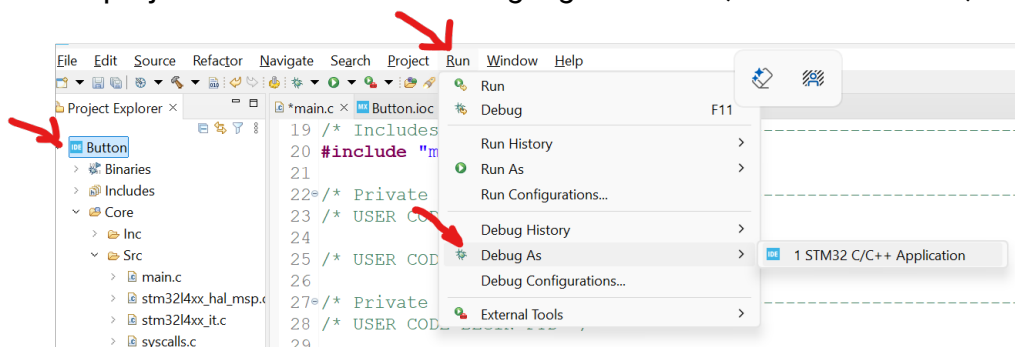 File Edit Source Refactor Navigate Search Project Run Window Help
Project Explorer
*main.c
Button.ioc
Button
Binaries
Includes
Core
Inc
Src
main.c
stm32l4xx_hal_msp.c
stm32l4xx_it.c
syscalls.c
19 /* Includes
20 #include "m
21
22 /* Private
23 /* USER COD
24
25 /* USER COD
26
27 /* Private
28 /* USER CODE BEGIN
29
Run
Debug F11
Run History
Run As
Run Configurations...
Debug History
Debug As
Debug Configurations...
External Tools
1 STM32 C/C++ Application